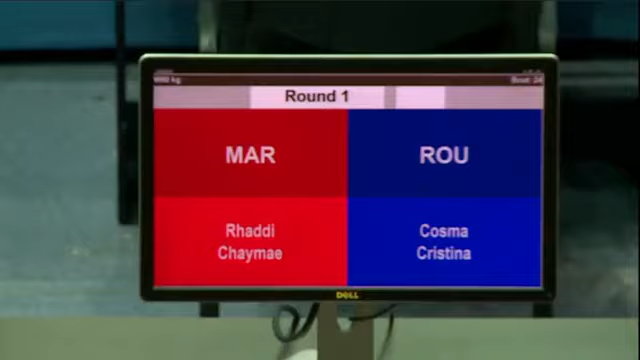 Round 1
MAR
ROU
Rhaddi
Chaymae
Cosma
Cristina
DELL